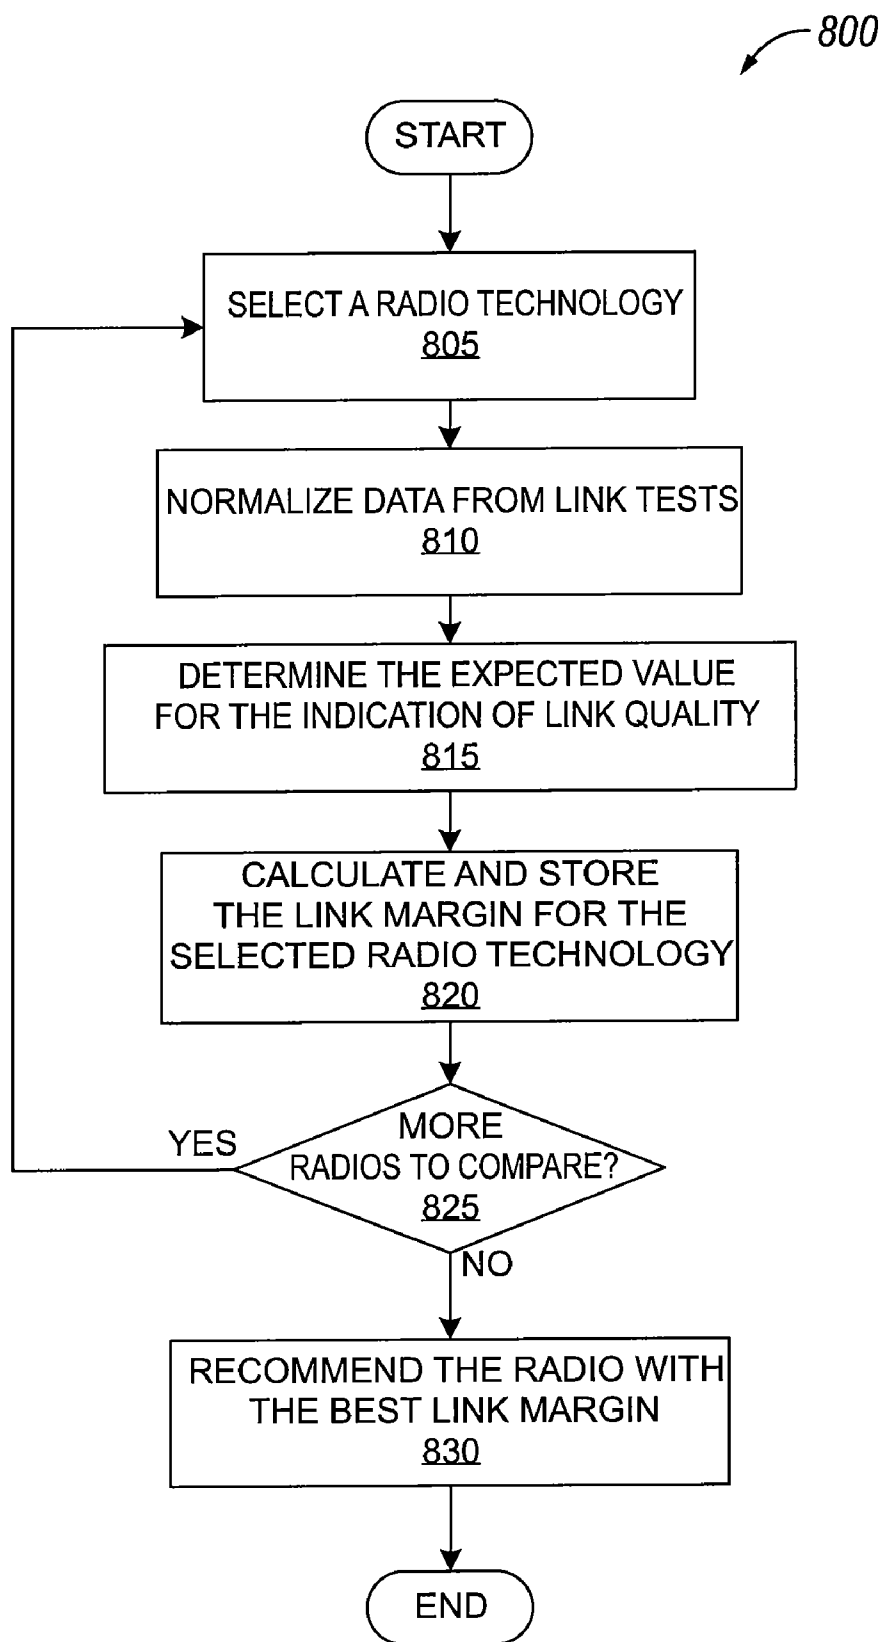 800
START
SELECT A RADIO TECHNOLOGY
805
NORMALIZE DATA FROM LINK TESTS
810
DETERMINE THE EXPECTED VALUE
FOR THE INDICATION OF LINK QUALITY
815
CALCULATE AND STORE
THE LINK MARGIN FOR THE
SELECTED RADIO TECHNOLOGY
820
YES
MORE
RADIOS TO COMPARE?
825
NO
RECOMMEND THE RADIO WITH
THE BEST LINK MARGIN
830
END